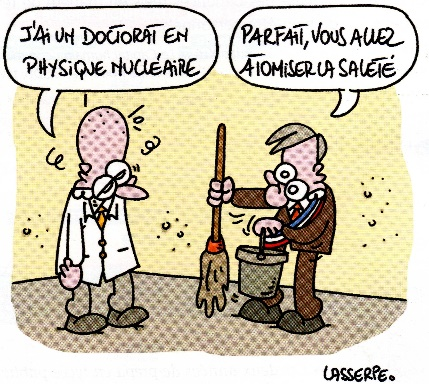 J'AI UN DOCTORAT EN
PHYSIQUE NUCLÉAIRE
PARFAIT, VOUS ALLEZ
ATOMISER LA SALETÉ
LASSERPE.